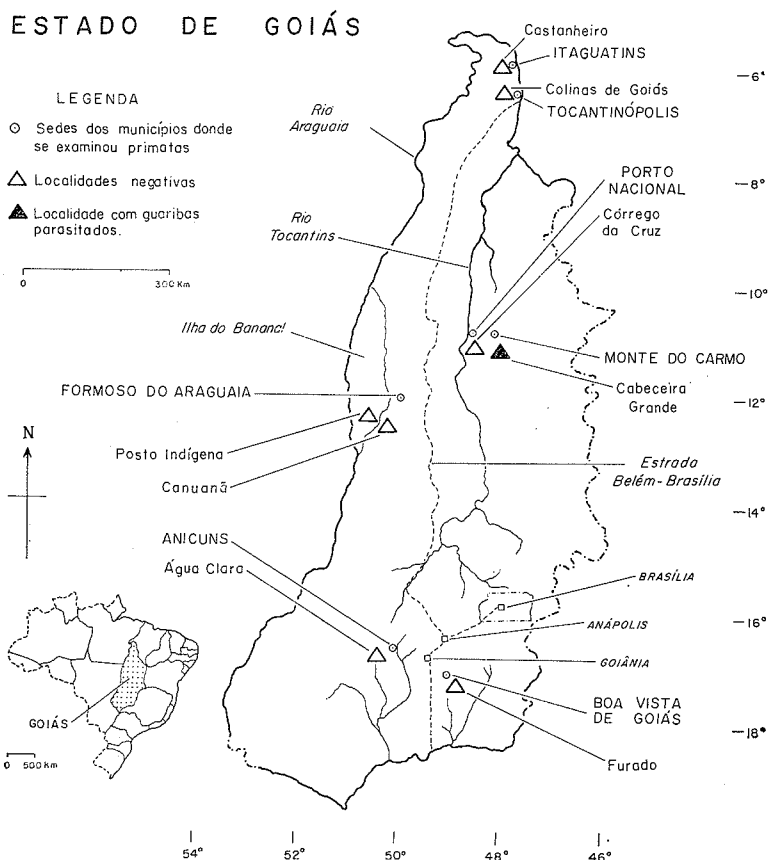 ESTADO DE GOIÁS
LEGENDA
Sedes dos municípios donde
se examinou primatas
Localidades negativas
Localidade com guaribas
parasitados.
0 300 Km
Castanheiro
ITAGUATINS
Colinas de Goiás
TOCANTINÓPOLIS
Rio
Araguaia
PORTO
NACIONAL
Córrego
da Cruz
Rio
Tocantins
Ilha do Bananal
MONTE DO CARMO
Cabeceira
Grande
FORMOSO DO ARAGUAIA
Posto Indígena
Canuanã
Estrada
Belém-Brasília
N
ANICUNS
Água Clara
BRASÍLIA
ANÁPOLIS
GOIÂNIA
BOA VISTA
DE GOIÁS
Furado
GOIÁS
0 500 Km
6°
8°
10°
12°
14°
16°
18°
54° 52° 50° 48° 46°